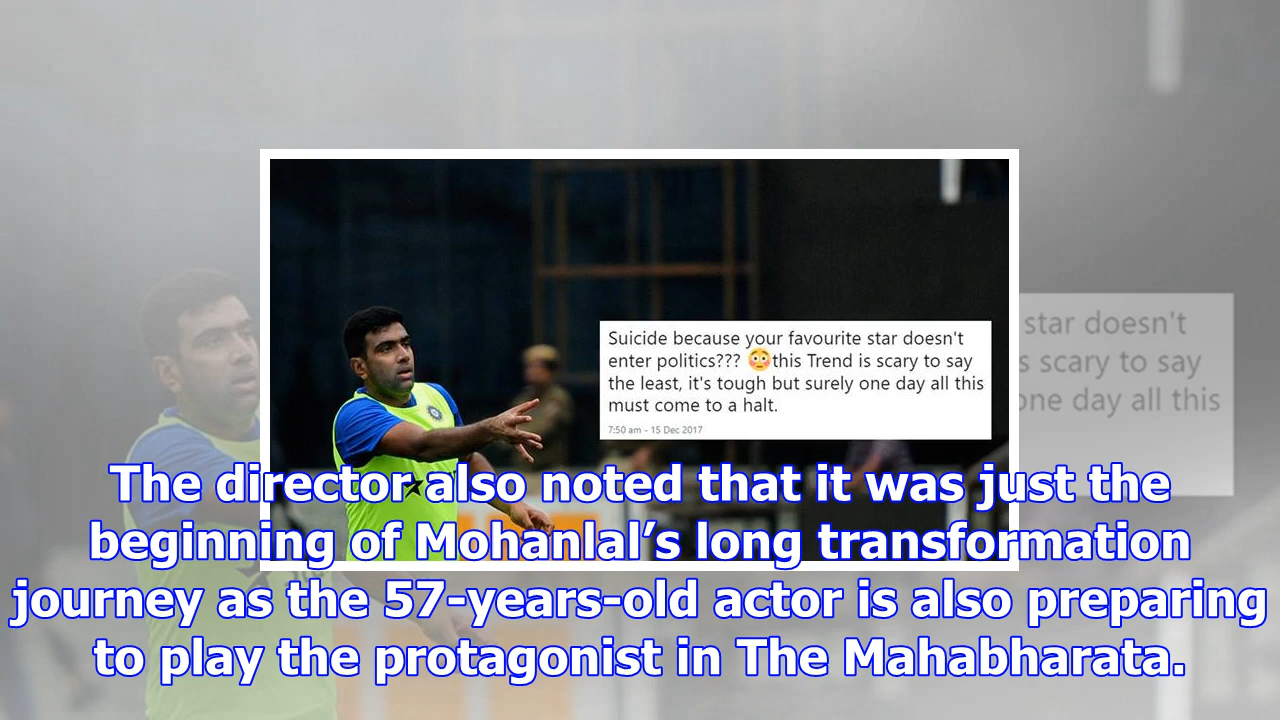 Suicide because your favourite star doesn't
enter politics??? 😳this Trend is scary to say
the least, it's tough but surely one day all this
must come to a halt.
7:50 am - 15 Dec 2017
star doesn't
s scary to say
one day all this
The director also noted that it was just the
beginning of Mohanlal’s long transformation
journey as the 57-years-old actor is also preparing
to play the protagonist in The Mahabharata.